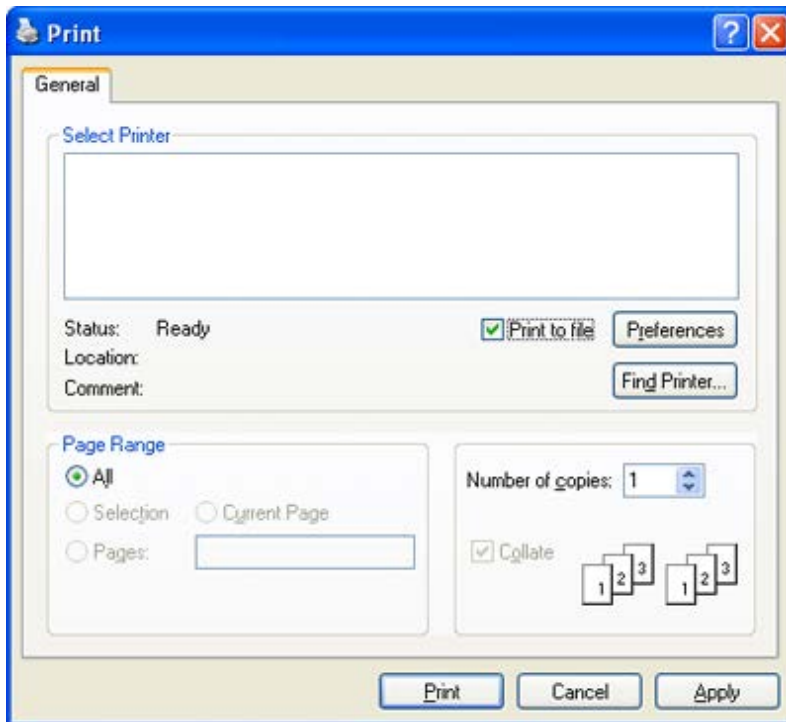 Print
General
Select Printer
Status: Ready
Print to file
Preferences
Location:
Find Printer...
Comment:
Page Range
All
Selection
Current Page
Pages:
Number of copies: 1
Collate
1 2 3 1 2 3
Print
Cancel
Apply